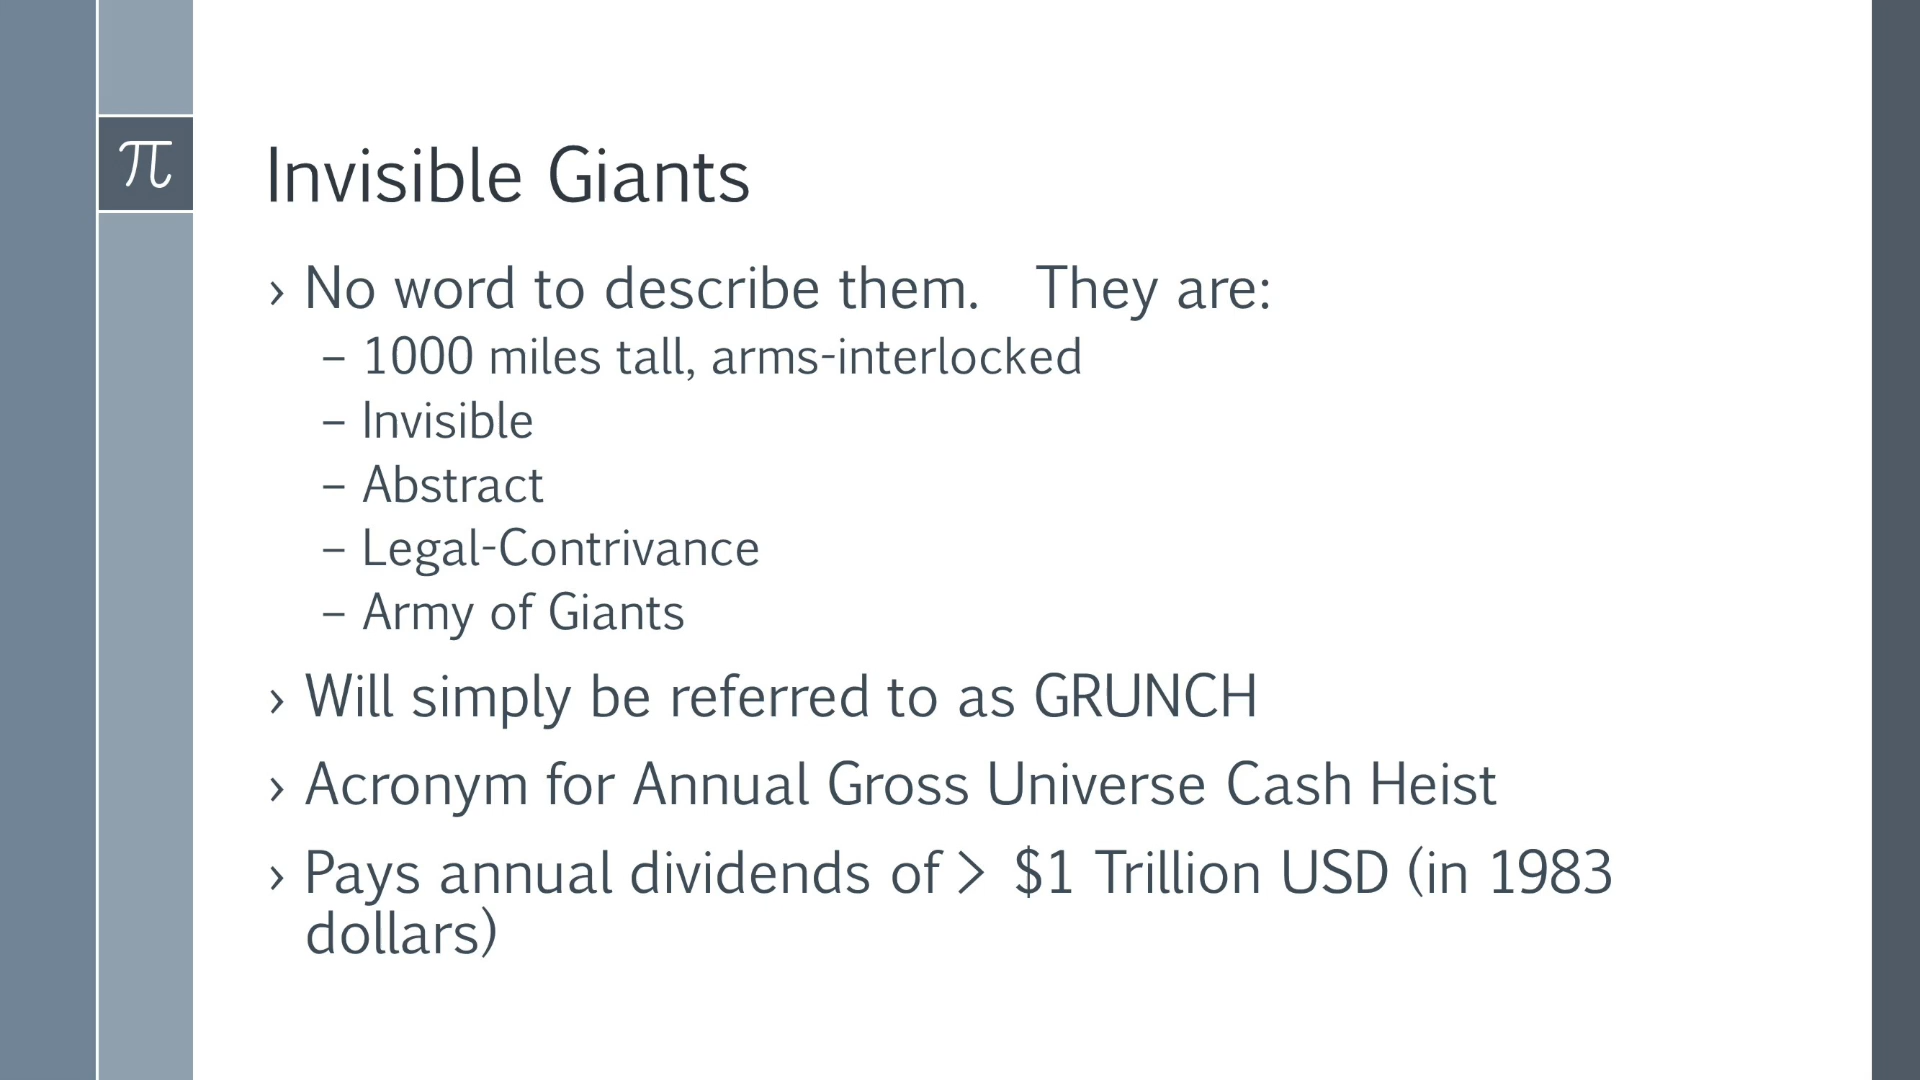 π
Invisible Giants
› No word to describe them. They are:
– 1000 miles tall, arms-interlocked
– Invisible
– Abstract
– Legal-Contrivance
– Army of Giants
› Will simply be referred to as GRUNCH
› Acronym for Annual Gross Universe Cash Heist
› Pays annual dividends of > $1 Trillion USD (in 1983
dollars)